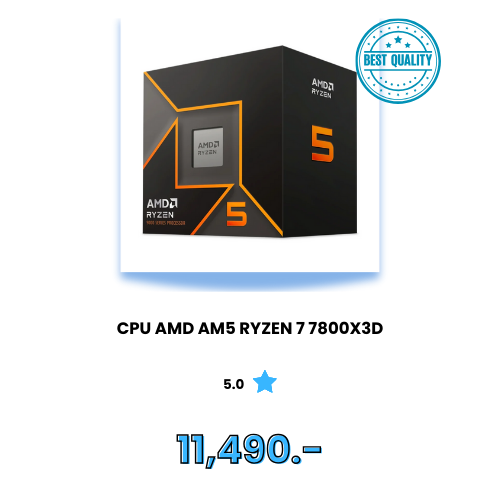 BEST QUALITY
AMD
RYZEN
5
AMD
RYZEN
AMD
RYZEN
5
CPU AMD AM5 RYZEN 7 7800X3D
5.0
11,490.-